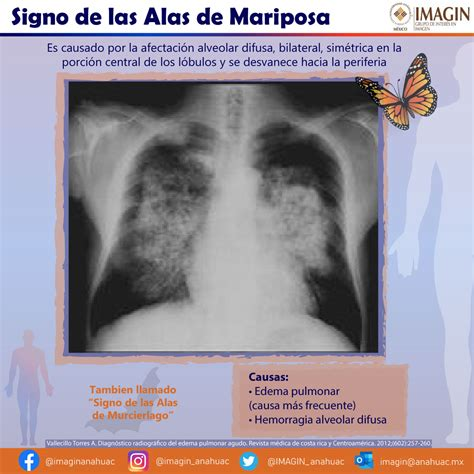 Signo de las Alas de Mariposa
IMAGIN
GRUPO DE INTERÉS EN
MÉXICO
IMAGEN
Es causado por la afectación alveolar difusa, bilateral, simétrica en la
porción central de los lóbulos y se desvanece hacia la periferia
Tambien llamado
“Signo de las Alas
de Murcierlago”
Causas:
• Edema pulmonar
(causa más frecuente)
• Hemorragia alveolar difusa
Vallecillo Torres A. Diagnóstico radiográfico del edema pulmonar agudo. Revista médica de costa rica y Centroamérica. 2012;(602):257-260.
@imaginanahuac
@imagin_anahuac
@IMAGIN_anahuac
imagin@anahuac.mx